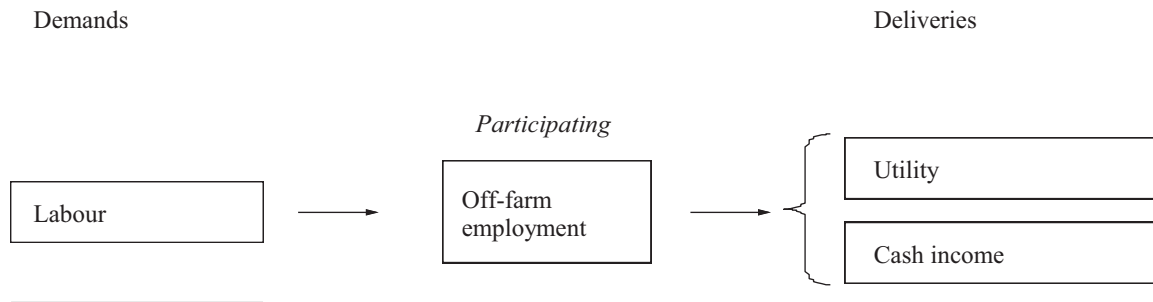 Demands
Deliveries
Participating
Labour
Off-farm
employment
Utility
Cash income